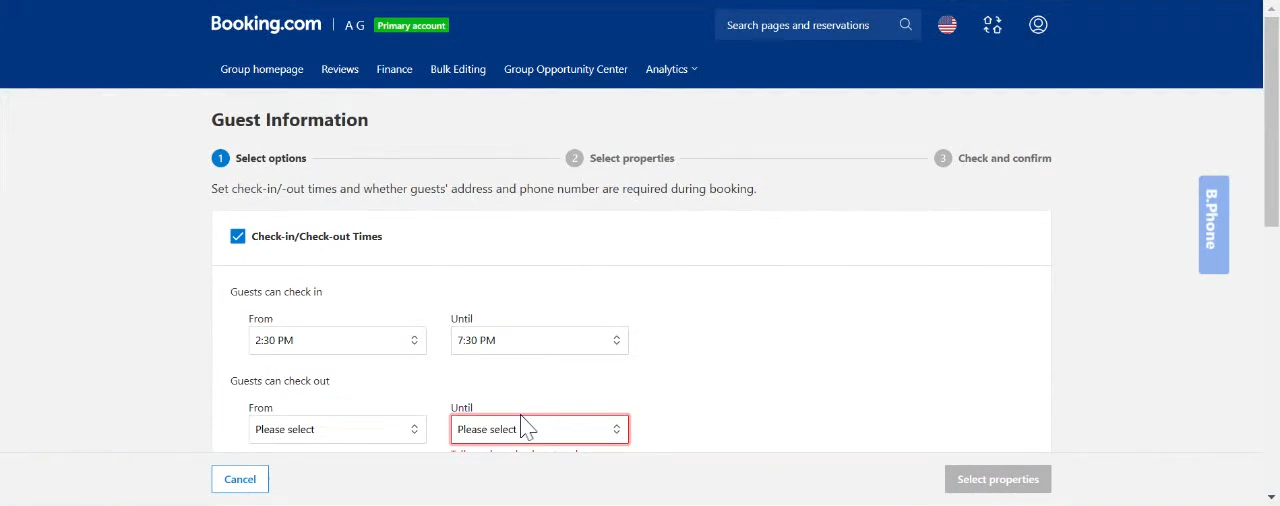 Booking.com A G Primary account Search pages and reservations
Group homepage Reviews Finance Bulk Editing Group Opportunity Center Analytics
Guest Information
1 Select options 2 Select properties 3 Check and confirm
Set check-in/-out times and whether guests' address and phone number are required during booking.
B.Phone
Check-in/Check-out Times
Guests can check in
From Until
2:30 PM 7:30 PM
Guests can check out
From Until
Please select Please select
Cancel Select properties